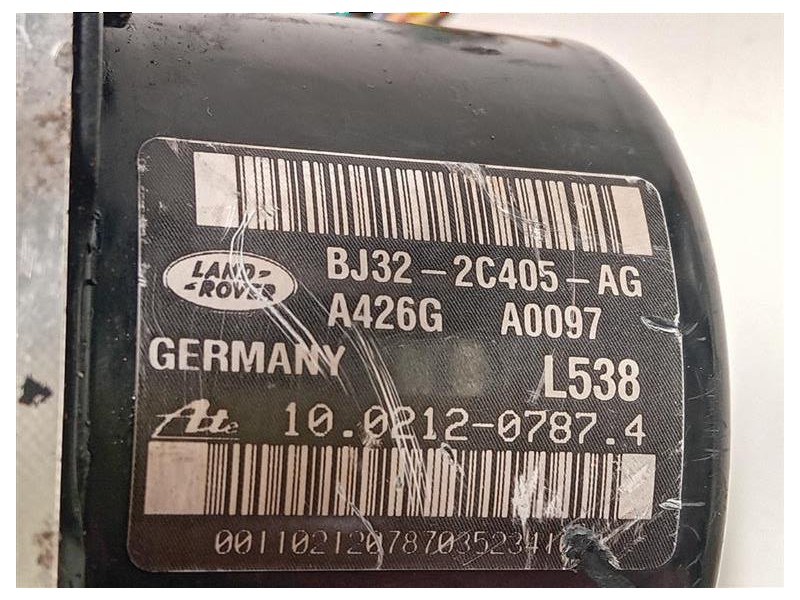 LAND-
-ROVER
BJ32-2C405-AG
A426G A0097
GERMANY L538
Ate 10.0212-0787.4